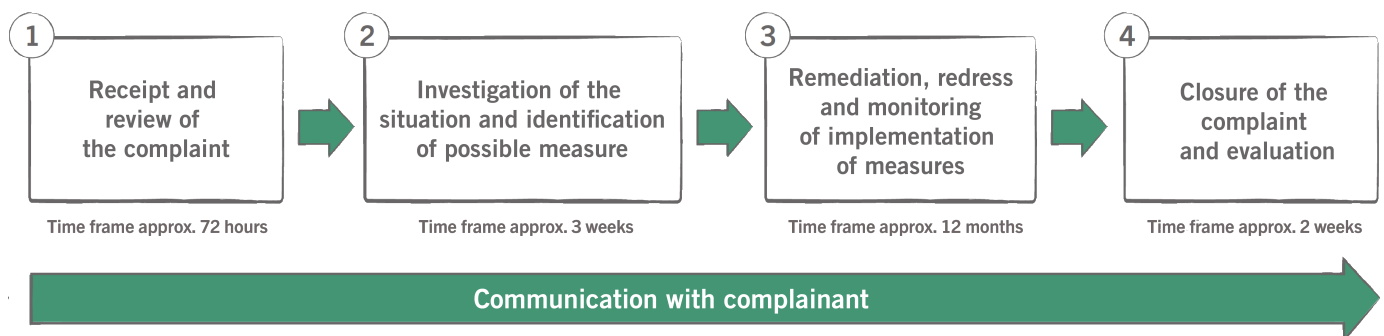 1
Receipt and
review of
the complaint
Time frame approx. 72 hours
2
Investigation of the
situation and identification
of possible measure
Time frame approx. 3 weeks
3
Remediation, redress
and monitoring
of implementation
of measures
Time frame approx. 12 months
4
Closure of the
complaint
and evaluation
Time frame approx. 2 weeks
Communication with complainant